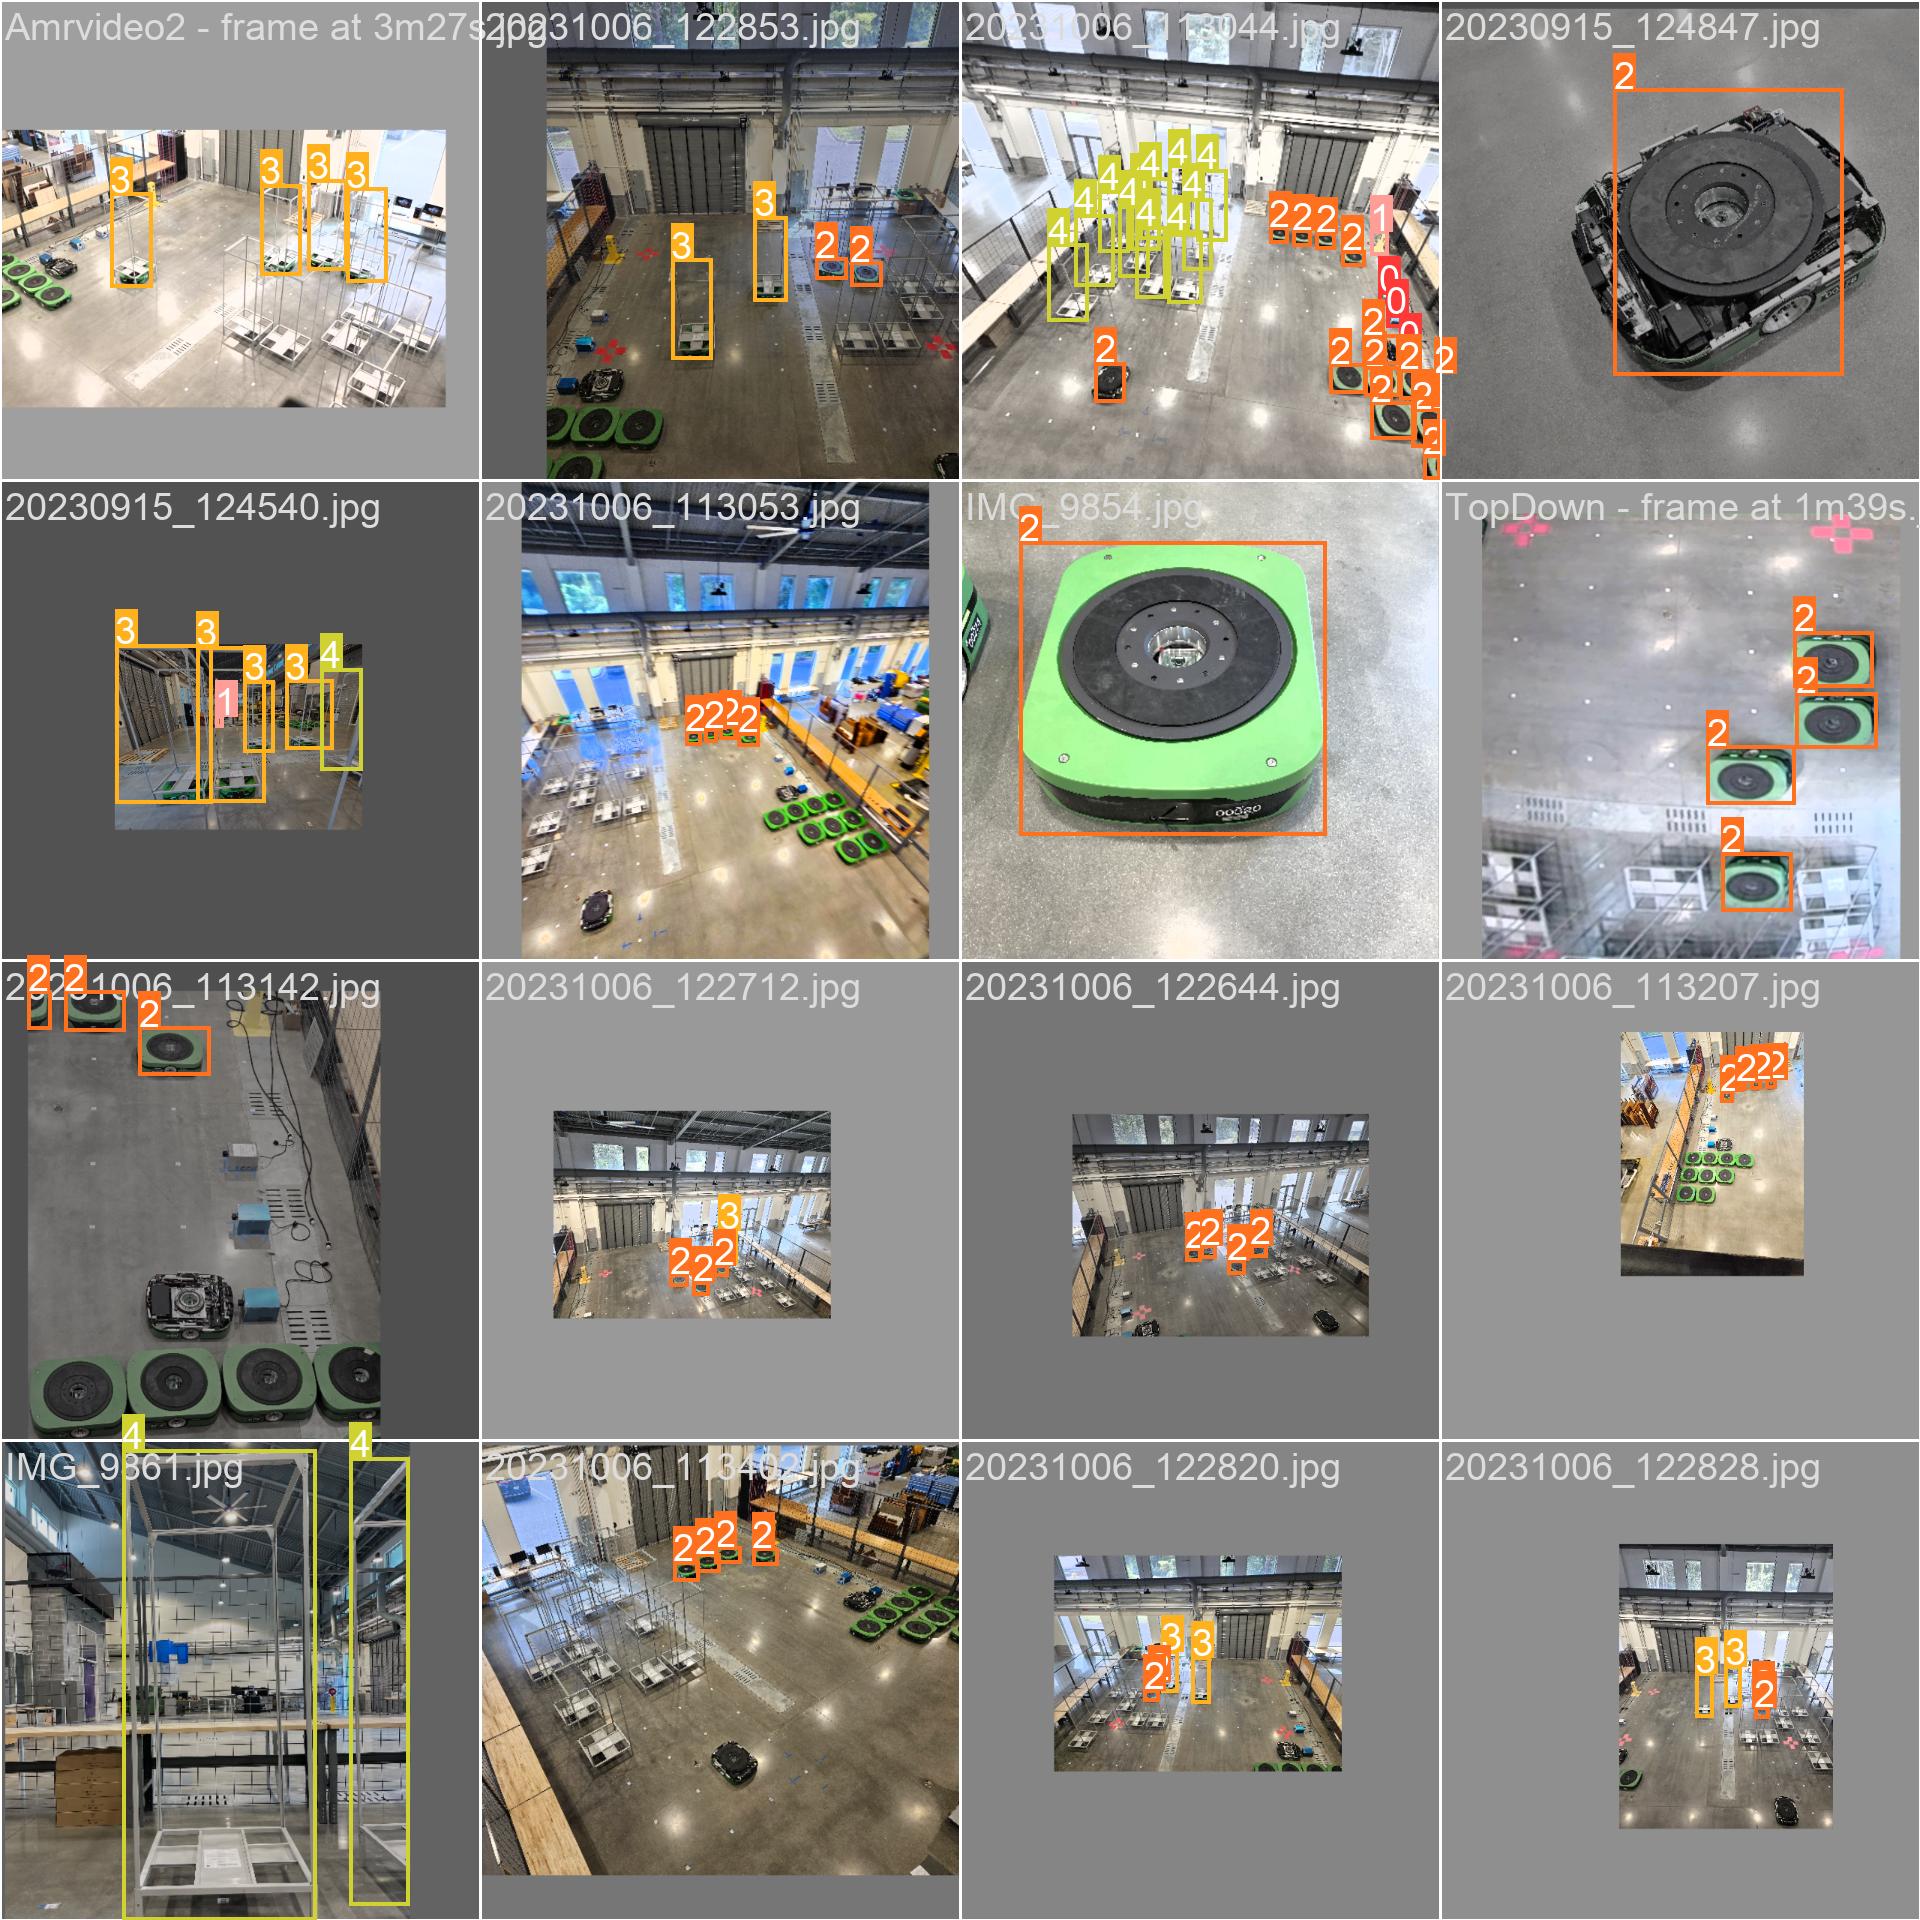 Amrvideo2 - frame at 3m27s.jpg
20231006_122853.jpg
20231006_113044.jpg
20230915_124847.jpg
3 3 3 3
3 3 2 2
4 4 4 4 4 4 4 4 4 4 2 2 2 2 1 0 0 0 2 2 2 2 2 2 2 2 2
2
20230915_124540.jpg
20231006_113053.jpg
IMG_9854.jpg
TopDown - frame at 1m39s.
3 3 3 3 4 1
2 2 2 2
2
2 2 2 2
20231006_113142.jpg
20231006_122712.jpg
20231006_122644.jpg
20231006_113207.jpg
2 2 2
3 2 2 2
2 2 2 2
2 2 2 2
IMG_9861.jpg
20231006_113402.jpg
20231006_122820.jpg
20231006_122828.jpg
4 4
2 2 2 2
3 3 2
3 3 2